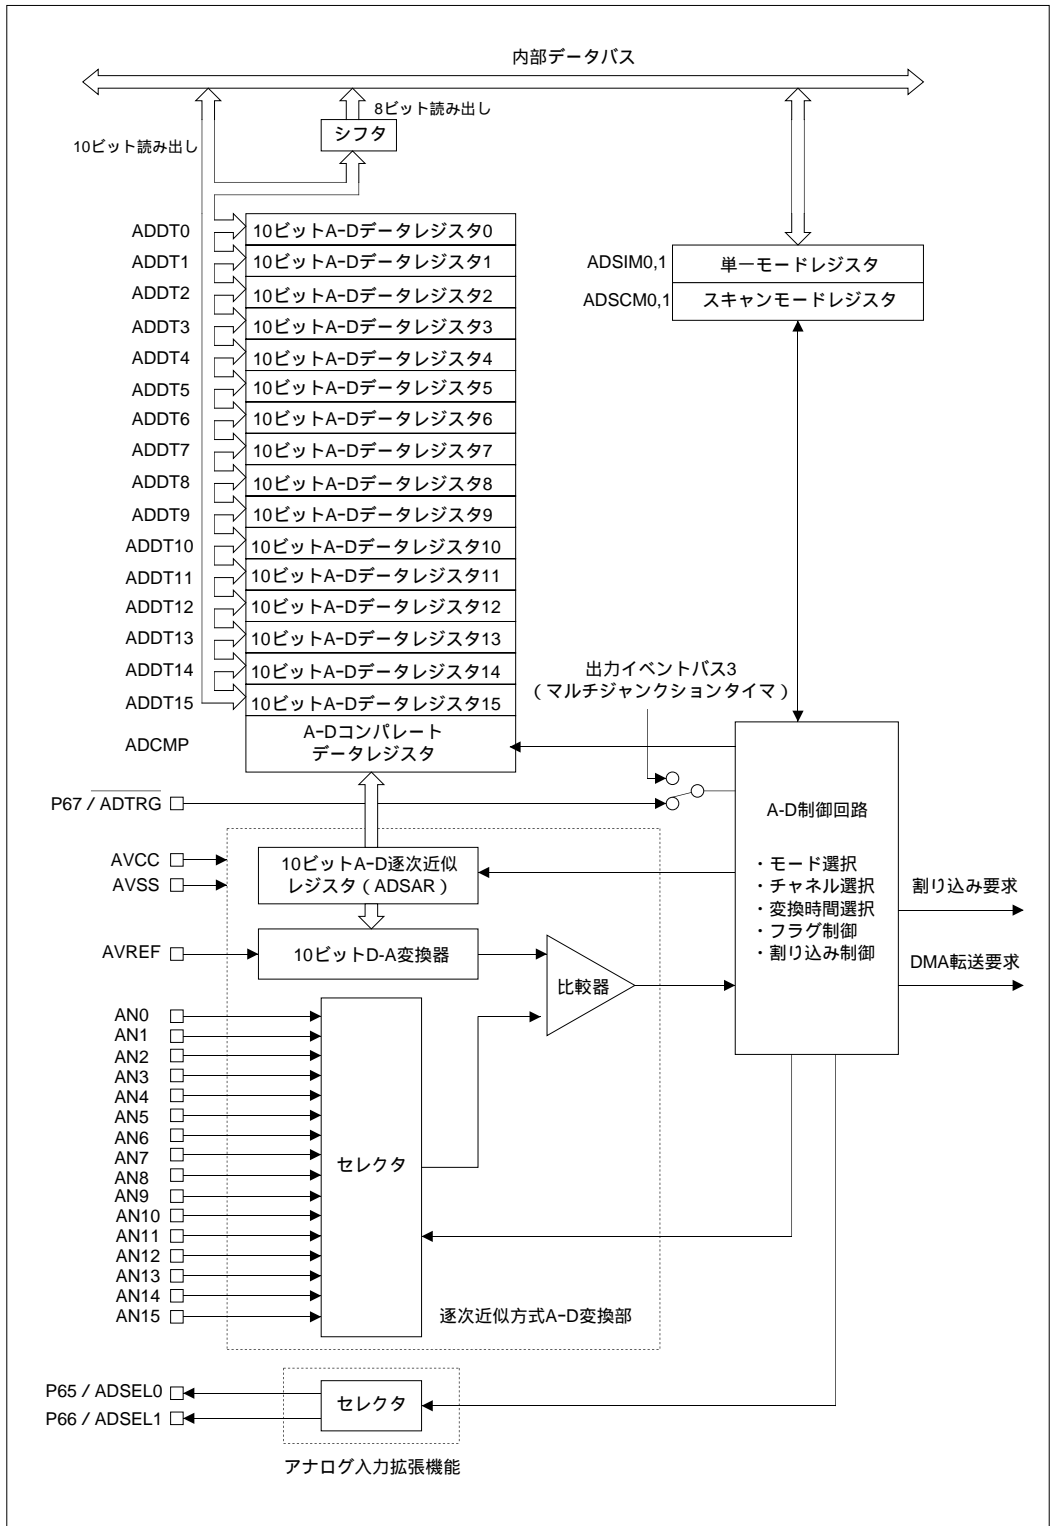 内部データバス
8ビット読み出し
シフタ
10ビット読み出し
ADDT0 10ビットA-Dデータレジスタ0
ADDT1 10ビットA-Dデータレジスタ1
ADDT2 10ビットA-Dデータレジスタ2
ADDT3 10ビットA-Dデータレジスタ3
ADDT4 10ビットA-Dデータレジスタ4
ADDT5 10ビットA-Dデータレジスタ5
ADDT6 10ビットA-Dデータレジスタ6
ADDT7 10ビットA-Dデータレジスタ7
ADDT8 10ビットA-Dデータレジスタ8
ADDT9 10ビットA-Dデータレジスタ9
ADDT10 10ビットA-Dデータレジスタ10
ADDT11 10ビットA-Dデータレジスタ11
ADDT12 10ビットA-Dデータレジスタ12
ADDT13 10ビットA-Dデータレジスタ13
ADDT14 10ビットA-Dデータレジスタ14
ADDT15 10ビットA-Dデータレジスタ15
ADCMP A-Dコンパレート
データレジスタ
ADSIM0,1 単一モードレジスタ
ADSCM0,1 スキャンモードレジスタ
出力イベントバス3
(マルチジャンクションタイマ)
P67 / ADTRG
A-D制御回路
・モード選択
・チャネル選択
・変換時間選択
・フラグ制御
・割り込み制御
割り込み要求
DMA転送要求
AVCC
AVSS
10ビットA-D逐次近似
レジスタ(ADSAR)
AVREF
10ビットD-A変換器
比較器
AN0
AN1
AN2
AN3
AN4
AN5
AN6
AN7
AN8
AN9
AN10
AN11
AN12
AN13
AN14
AN15
セレクタ
逐次近似方式A-D変換部
P65 / ADSEL0
P66 / ADSEL1
セレクタ
アナログ入力拡張機能